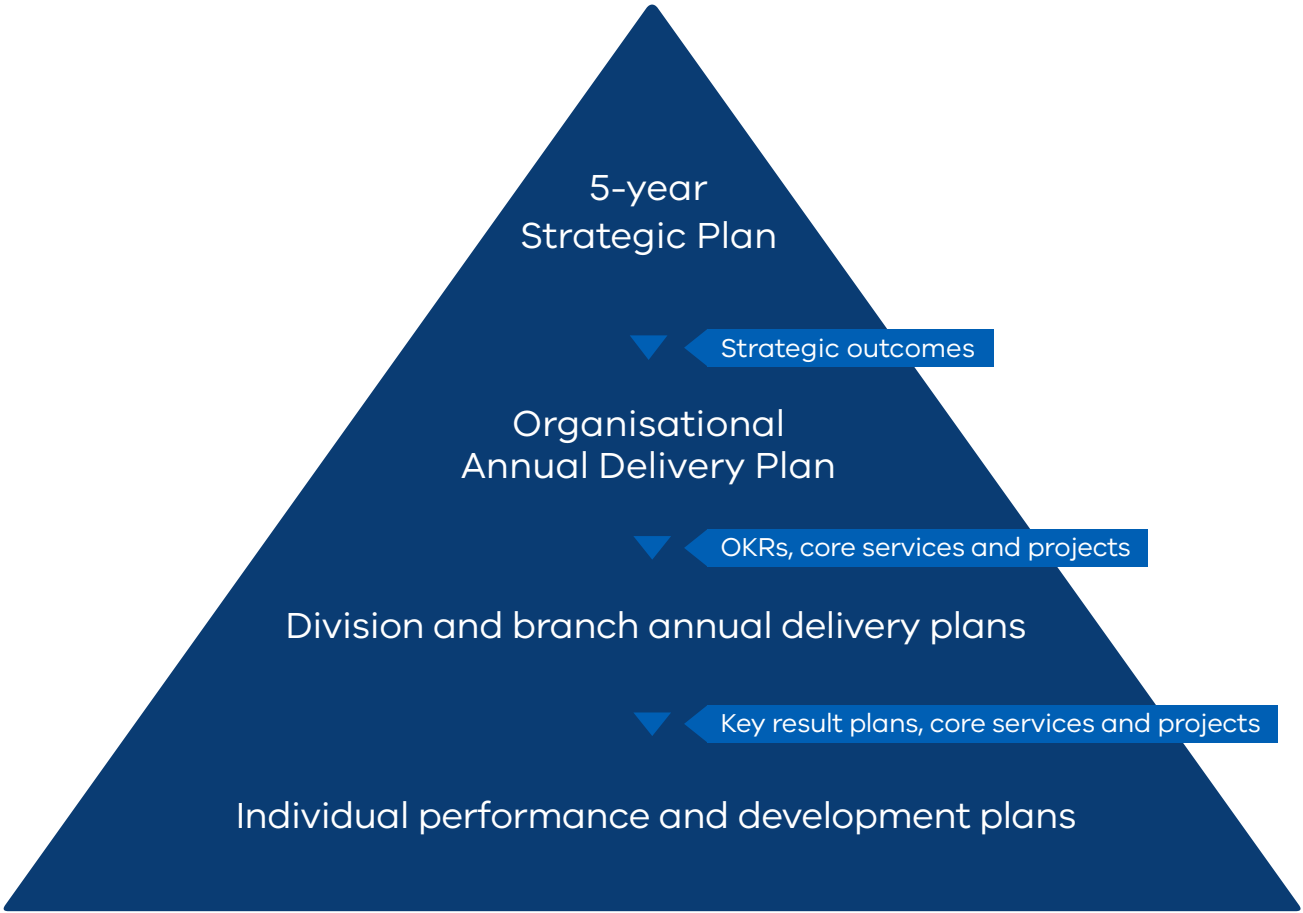 5-year
Strategic Plan
Strategic outcomes
Organisational
Annual Delivery Plan
OKRs, core services and projects
Division and branch annual delivery plans
Key result plans, core services and projects
Individual performance and development plans